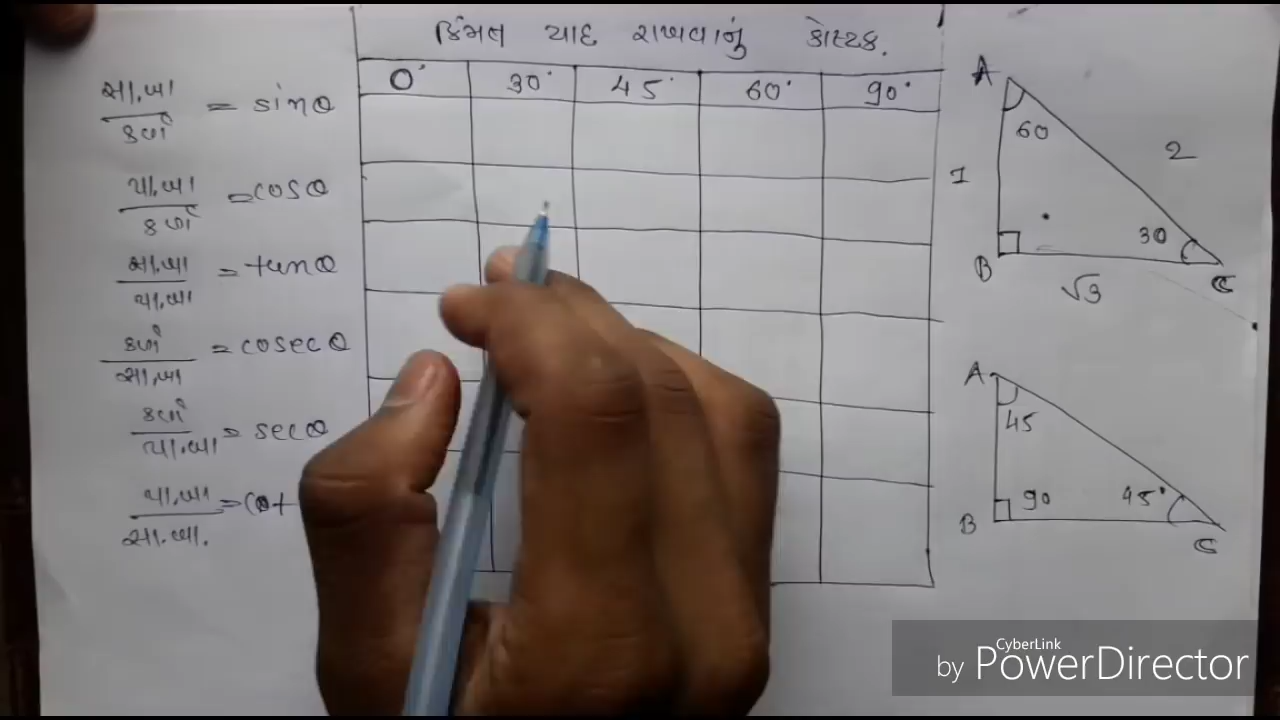 કિંમત યાદ રાખવાનું કોષ્ટક.
0° 30° 45° 60° 90°
સા.બા
કર્ણ
= sinθ
પા.બા
કર્ણ
= cosθ
સા.બા
પા.બા
= tanθ
કર્ણ
સા.બા
= cosecθ
કર્ણ
પા.બા
= secθ
પા.બા
સા.બા.
= cot
A
60
2
1
30
B
√3
C
A
45
B
90
45°
C
CyberLink
by PowerDirector